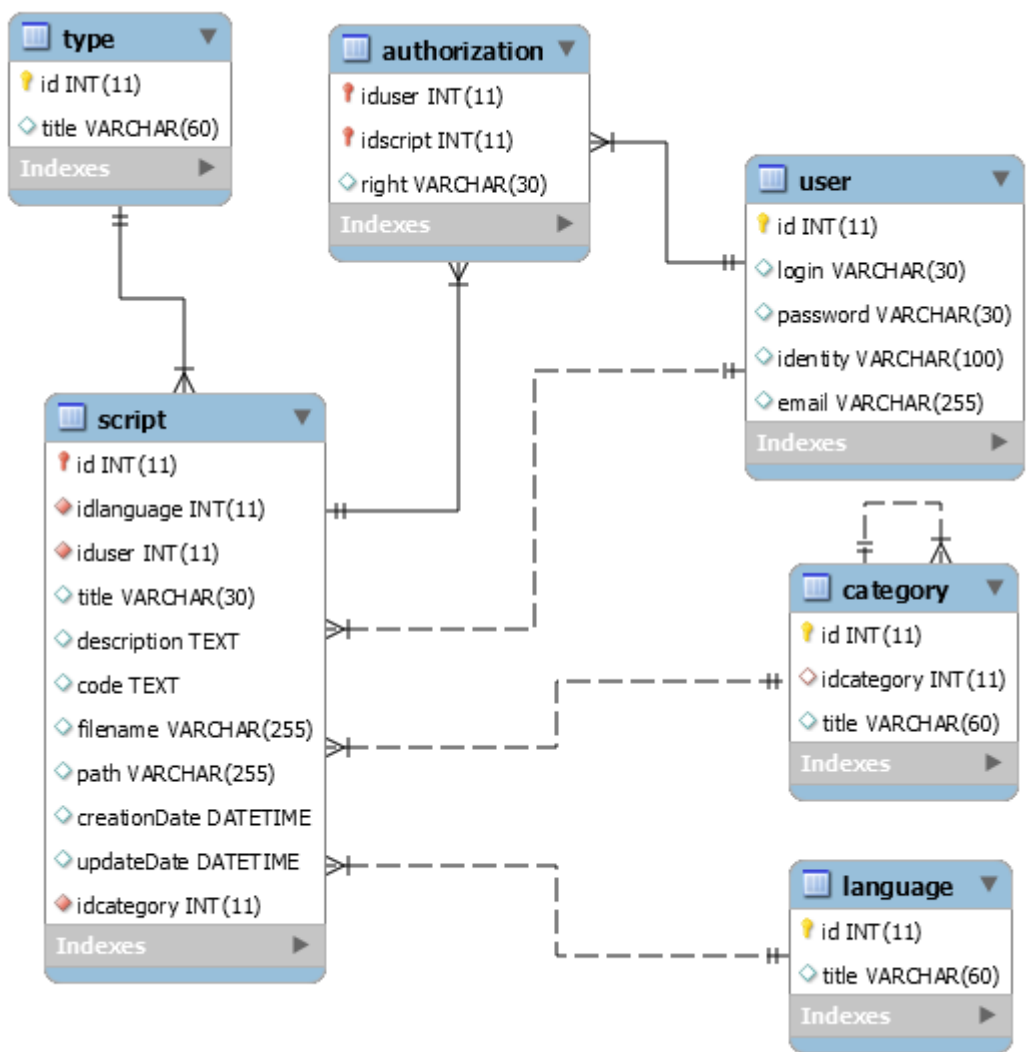 type
id INT(11)
title VARCHAR(60)
Indexes
authorization
iduser INT(11)
idscript INT(11)
right VARCHAR(30)
Indexes
user
id INT(11)
login VARCHAR(30)
password VARCHAR(30)
identity VARCHAR(100)
email VARCHAR(255)
Indexes
script
id INT(11)
idlanguage INT(11)
iduser INT(11)
title VARCHAR(30)
description TEXT
code TEXT
filename VARCHAR(255)
path VARCHAR(255)
creationDate DATETIME
updateDate DATETIME
idcategory INT(11)
Indexes
category
id INT(11)
idcategory INT(11)
title VARCHAR(60)
Indexes
language
id INT(11)
title VARCHAR(60)
Indexes